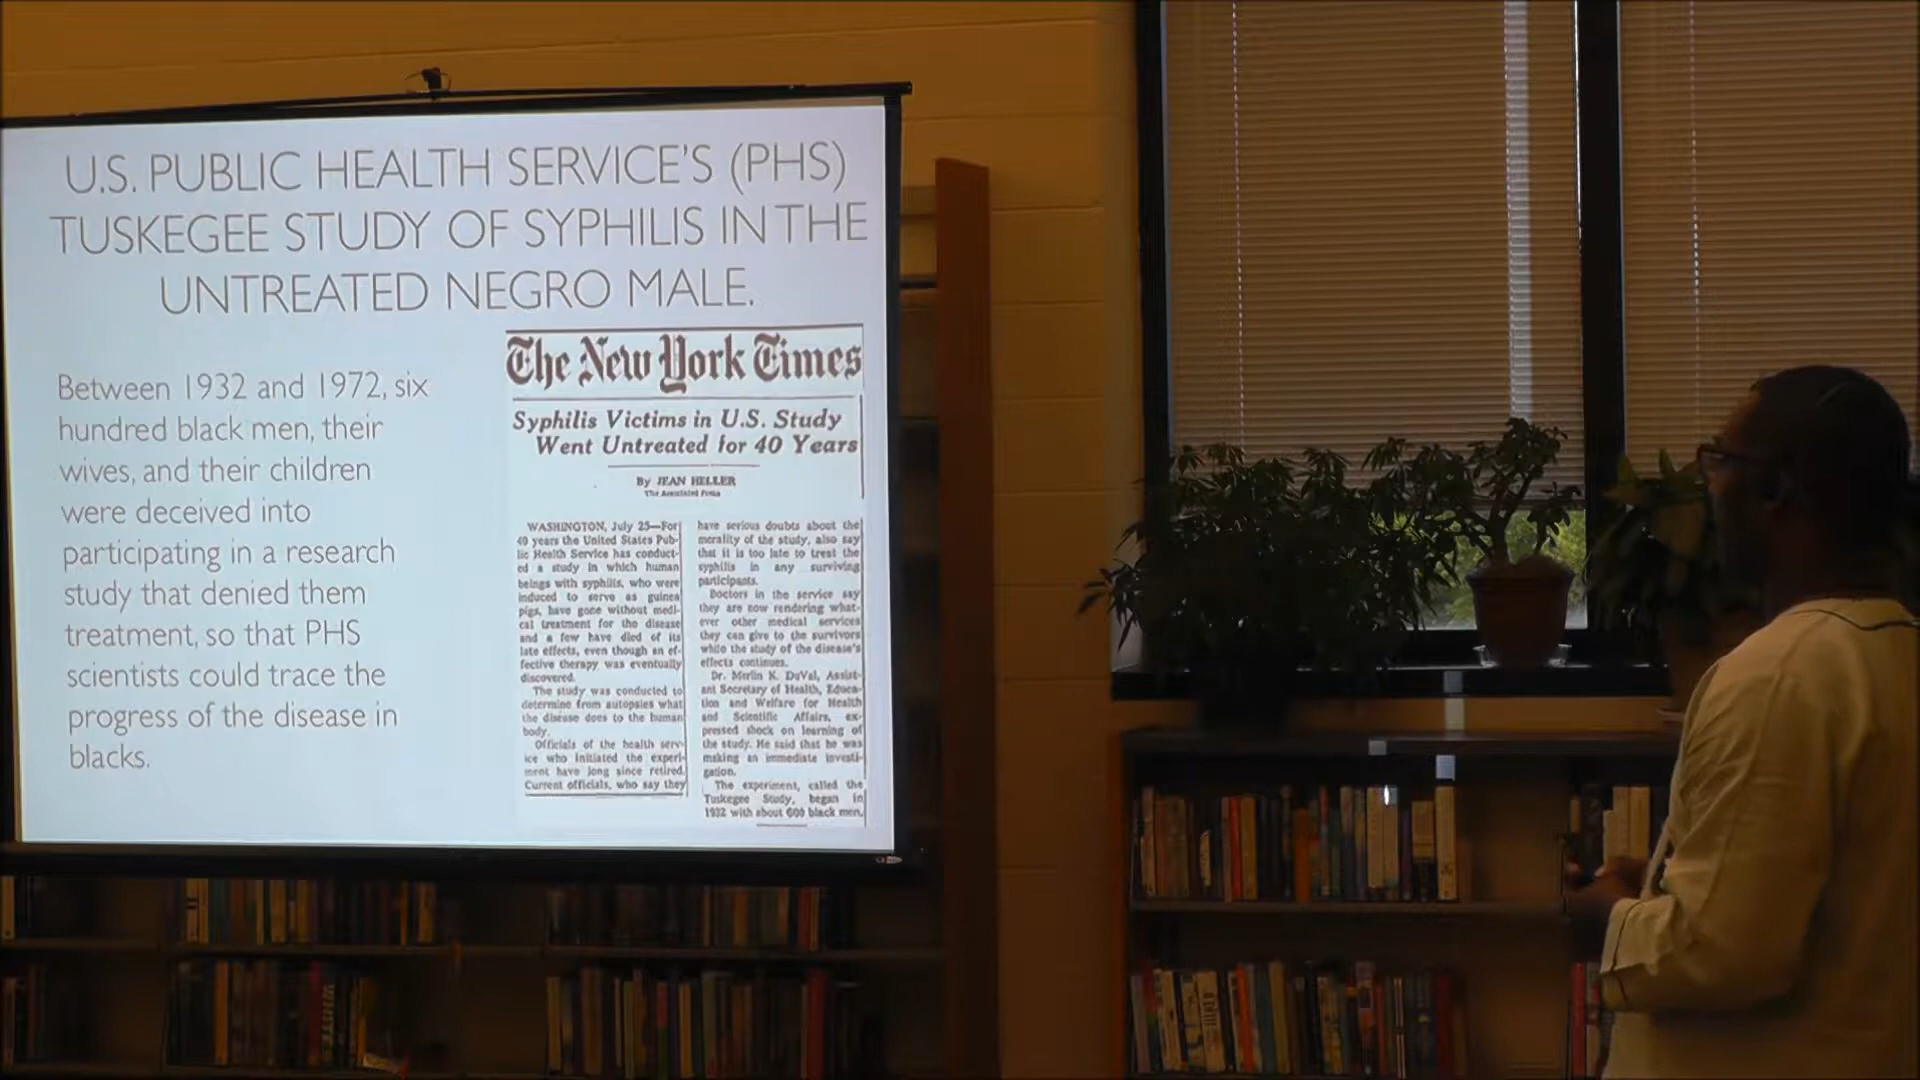 U.S. PUBLIC HEALTH SERVICE'S (PHS)
TUSKEGEE STUDY OF SYPHILIS IN THE
UNTREATED NEGRO MALE.
Between 1932 and 1972, six
hundred black men, their
wives, and their children
were deceived into
participating in a research
study that denied them
treatment, so that PHS
scientists could trace the
progress of the disease in
blacks.
The New York Times
Syphilis Victims in U.S. Study
Went Untreated for 40 Years
By JEAN HELLER
The Associated Press
WASHINGTON, July 25—For
40 years the United States Pub-
lic Health Service has conduct-
ed a study in which human
beings with syphilis, who were
induced to serve as guinea
pigs, have gone without medi-
cal treatment for the disease
and a few have died of its
late effects, even though an ef-
fective therapy was eventually
discovered.
The study was conducted to
determine from autopsies what
the disease does to the human
body.
Officials of the health serv-
ice who initiated the experi-
ment have long since retired.
Current officials, who say they
have serious doubts about the
morality of the study, also say
that it is too late to treat the
syphilis in any surviving
participants.
Doctors in the service say
they are now rendering what-
ever other medical services
they can give to the survivors
while the study of the disease's
effects continues.
Dr. Merlin K. DuVal, Assist-
ant Secretary of Health, Educa-
tion and Welfare for Health
and Scientific Affairs, ex-
pressed shock on learning of
the study. He said that he was
making an immediate investi-
gation.
The experiment, called the
Tuskegee Study, began in
1932 with about 600 black men,